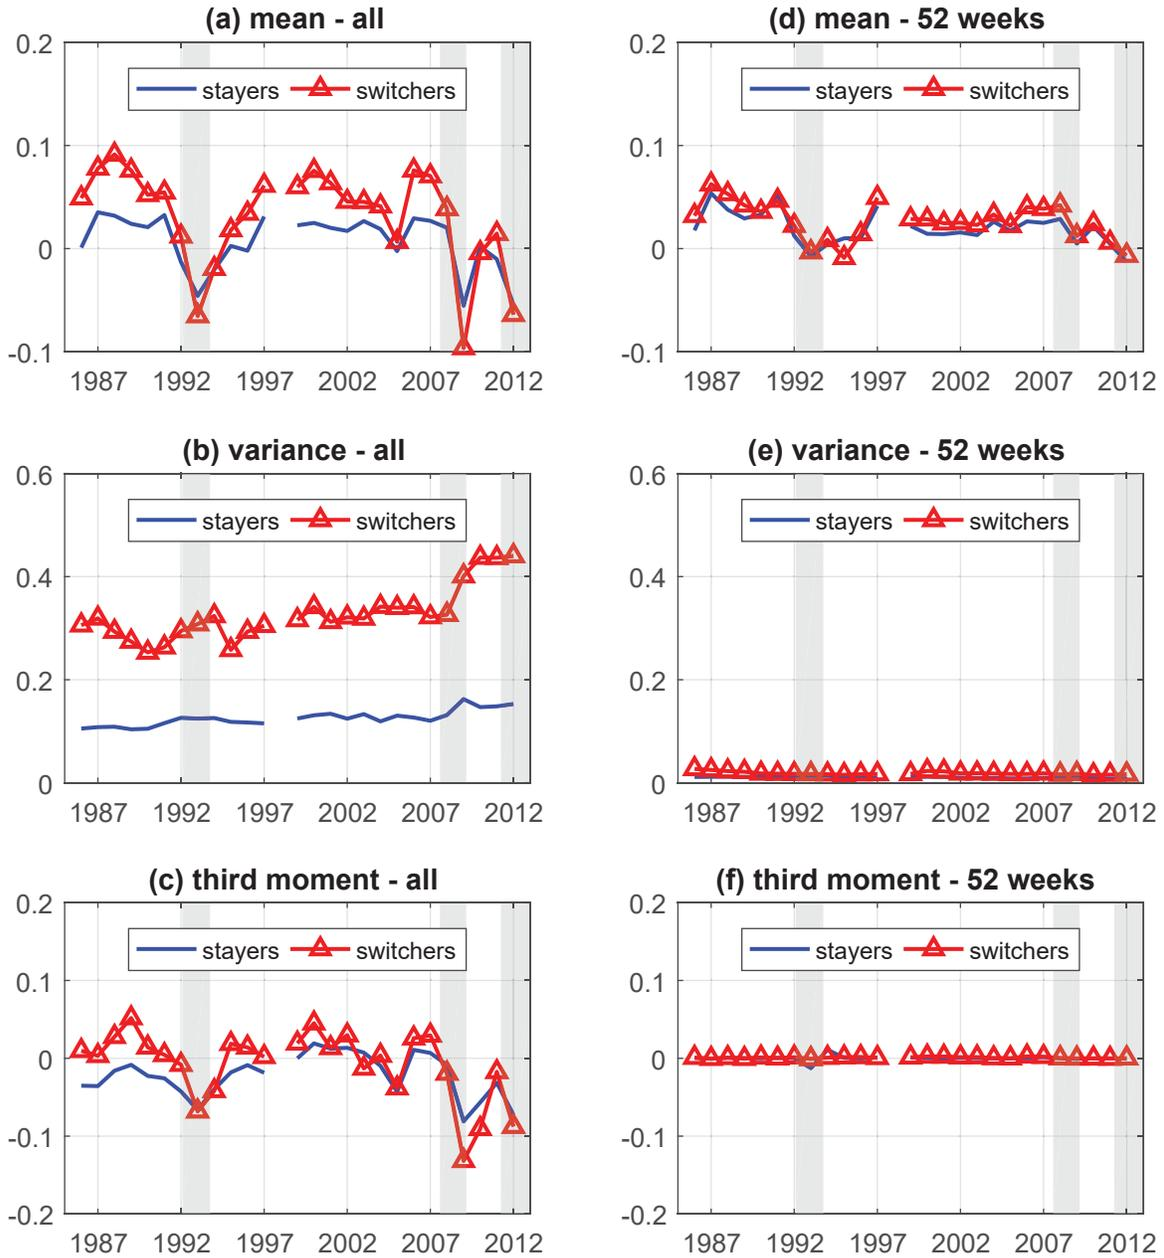 (a) mean - all
0.2
0.1
0
-0.1
stayers switchers
1987 1992 1997 2002 2007 2012
(d) mean - 52 weeks
0.2
0.1
0
-0.1
stayers switchers
1987 1992 1997 2002 2007 2012
(b) variance - all
0.6
0.4
0.2
0
stayers switchers
1987 1992 1997 2002 2007 2012
(e) variance - 52 weeks
0.6
0.4
0.2
0
stayers switchers
1987 1992 1997 2002 2007 2012
(c) third moment - all
0.2
0.1
0
-0.1
-0.2
stayers switchers
1987 1992 1997 2002 2007 2012
(f) third moment - 52 weeks
0.2
0.1
0
-0.1
-0.2
stayers switchers
1987 1992 1997 2002 2007 2012